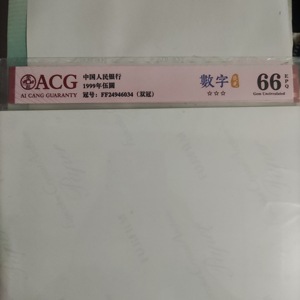 ACG
AI CANG GUARANTY
中国人民银行
1999年伍圆
冠号: FF24946034 (双冠)
數字
☆☆☆
66 EPQ
Gem Uncirculated